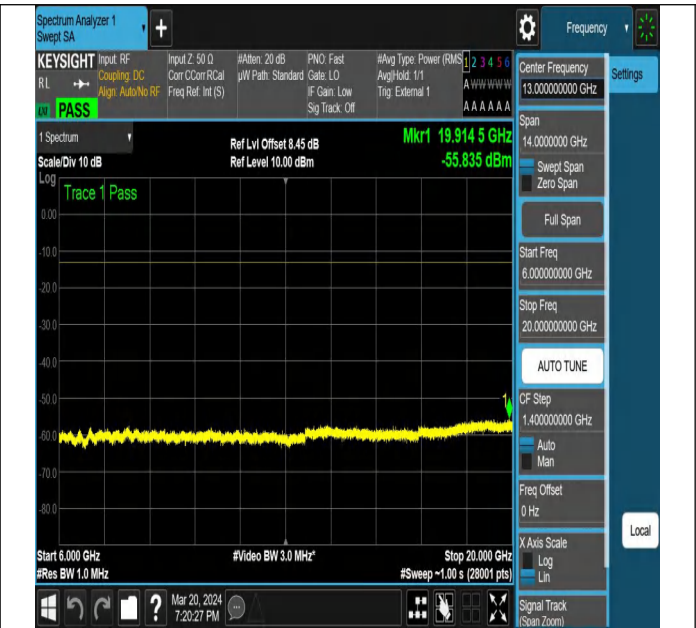 Spectrum Analyzer 1
Swept SA
Frequency
KEYSIGHT
RL
PASS
Input: RF
Coupling: DC
Align: Auto/No RF
Input Z: 50 Ω
Corr CCorr RCal
Freq Ref: Int (S)
#Atten: 20 dB
µW Path: Standard
PNO: Fast
Gate: LO
IF Gain: Low
Sig Track: Off
#Avg Type: Power (RMS
Avg|Hold: 1/1
Trig: External 1
1 2 3 4 5 6
A W W W W W
A A A A A A
1 Spectrum
Scale/Div 10 dB
Log
Ref Lvl Offset 8.45 dB
Ref Level 10.00 dBm
Mkr1 19.914 5 GHz
-55.835 dBm
Trace 1 Pass
0.00
-10.0
-20.0
-30.0
-40.0
-50.0
-60.0
-70.0
-80.0
1
Start 6.000 GHz
#Res BW 1.0 MHz
#Video BW 3.0 MHz*
Stop 20.000 GHz
#Sweep ~1.00 s (28001 pts)
Mar 20, 2024
7:20:27 PM
Center Frequency
13.000000000 GHz
Settings
Span
14.0000000 GHz
Swept Span
Zero Span
Full Span
Start Freq
6.000000000 GHz
Stop Freq
20.000000000 GHz
AUTO TUNE
CF Step
1.400000000 GHz
Auto
Man
Freq Offset
0 Hz
X Axis Scale
Log
Lin
Local
Signal Track
(Span Zoom)